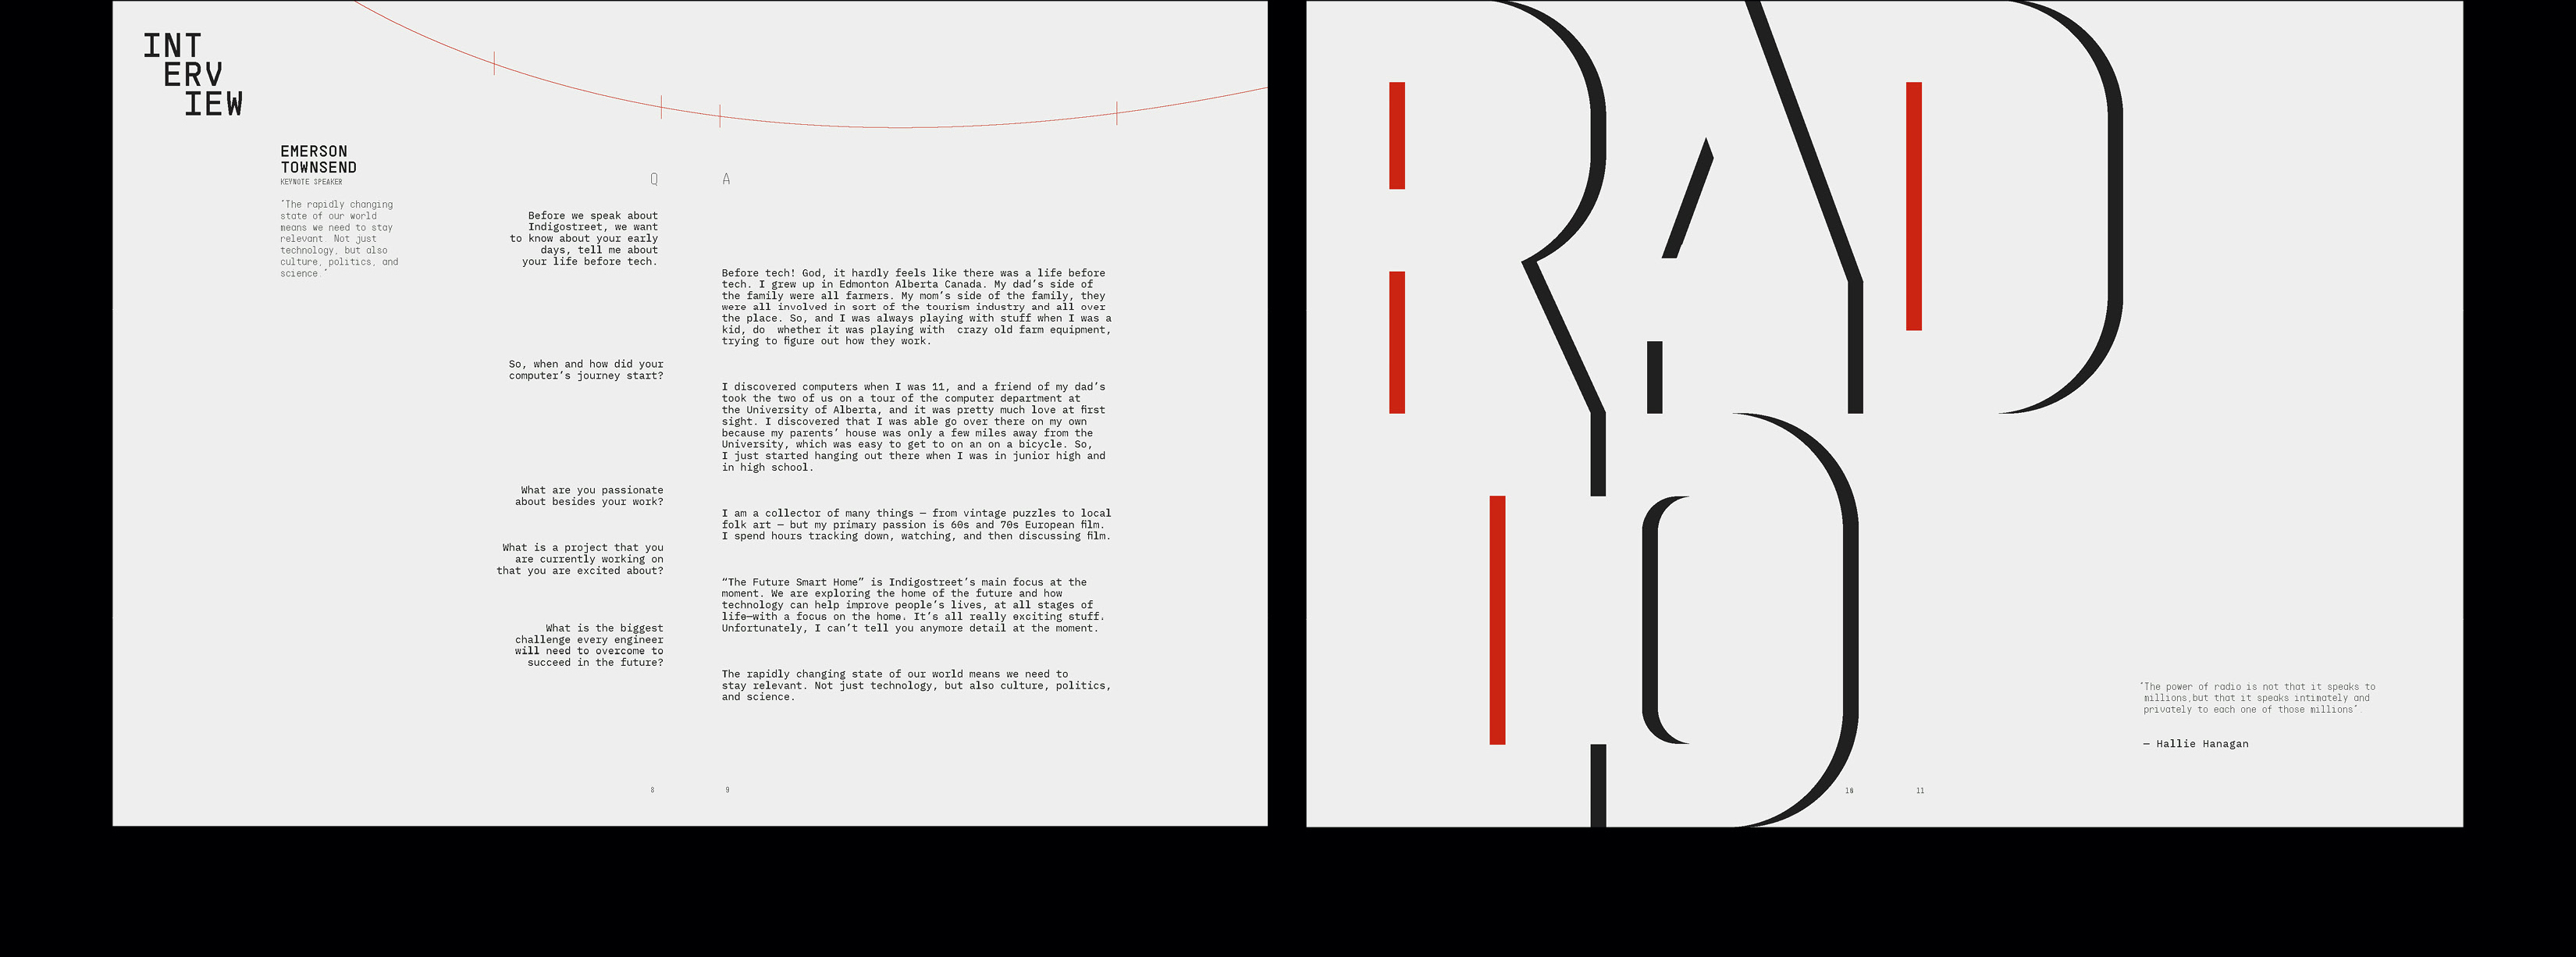 INT
ERV
IEW
EMERSON
TOWNSEND
KEYNOTE SPEAKER
"The rapidly changing
state of our world
means we need to stay
relevant. Not just
technology, but also
culture, politics, and
science."
Q
A
Before we speak about
Indigostreet, we want
to know about your early
days, tell me about
your life before tech.
Before tech! God, it hardly feels like there was a life before
tech. I grew up in Edmonton Alberta Canada. My dad’s side of
the family were all farmers. My mom’s side of the family, they
were all involved in sort of the tourism industry and all over
the place. So, and I was always playing with stuff when I was a
kid, do  whether it was playing with  crazy old farm equipment,
trying to figure out how they work.
So, when and how did your
computer’s journey start?
I discovered computers when I was 11, and a friend of my dad’s
took the two of us on a tour of the computer department at
the University of Alberta, and it was pretty much love at first
sight. I discovered that I was able go over there on my own
because my parents’ house was only a few miles away from the
University, which was easy to get to on an on a bicycle. So,
I just started hanging out there when I was in junior high and
in high school.
What are you passionate
about besides your work?
I am a collector of many things — from vintage puzzles to local
folk art — but my primary passion is 60s and 70s European film.
I spend hours tracking down, watching, and then discussing film.
What is a project that you
are currently working on
that you are excited about?
“The Future Smart Home” is Indigostreet’s main focus at the
moment. We are exploring the home of the future and how
technology can help improve people’s lives, at all stages of
life—with a focus on the home. It’s all really exciting stuff.
Unfortunately, I can’t tell you anymore detail at the moment.
What is the biggest
challenge every engineer
will need to overcome to
succeed in the future?
The rapidly changing state of our world means we need to
stay relevant. Not just technology, but also culture, politics,
and science.
8
9
RAD
IO
"The power of radio is not that it speaks to
millions,but that it speaks intimately and
privately to each one of those millions".
— Hallie Hanagan
10
11